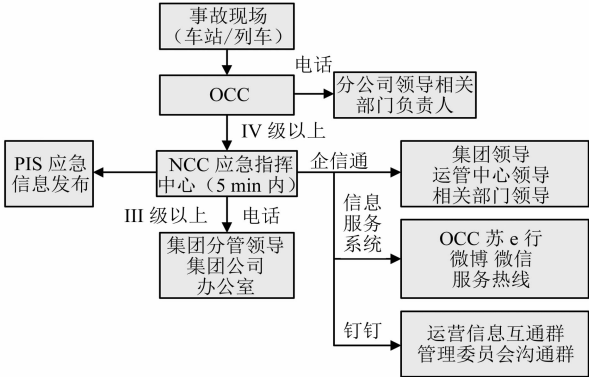 事故现场
（车站/列车）
电话
OCC
分公司领导相关
部门负责人
IV 级以上
PIS 应急
信息发布
NCC 应急指挥
中心（5 min 内）
企信通
集团领导
运管中心领导
相关部门领导
III 级以上
电话
集团分管领导
集团公司
办公室
信息
服务
系统
OCC 苏 e 行
微博 微信
服务热线
钉钉
运营信息互通群
管理委员会沟通群